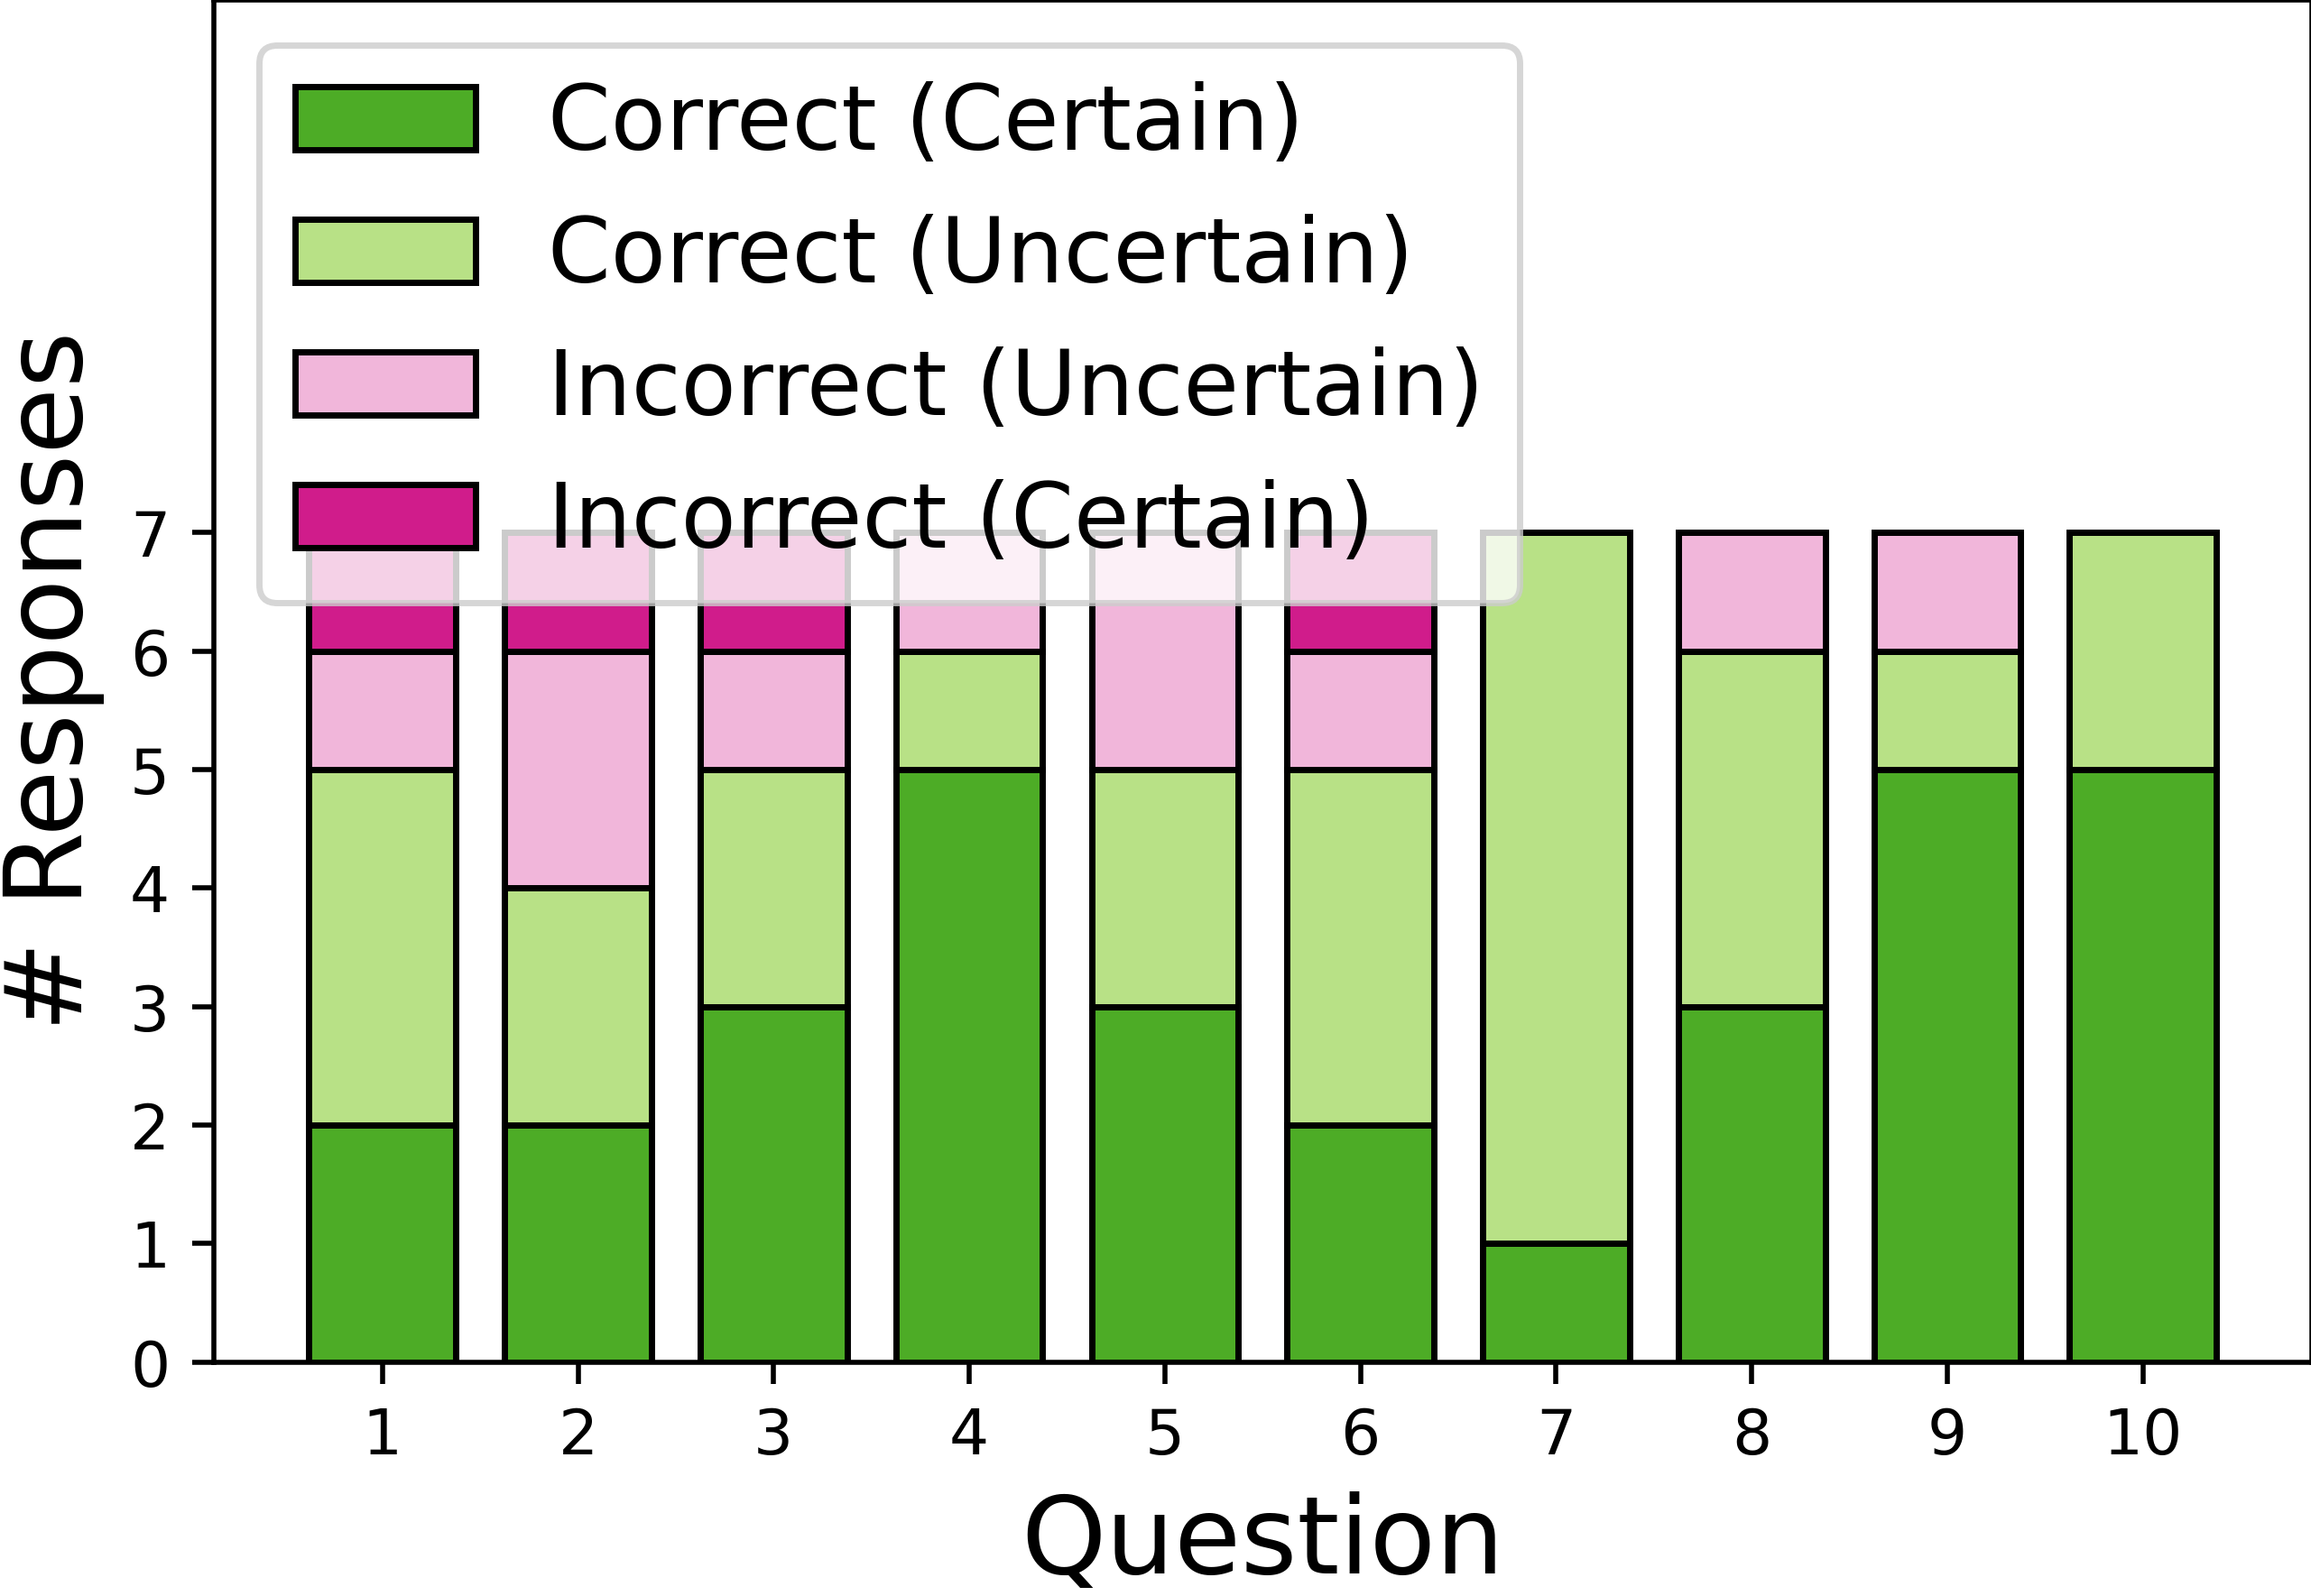 Correct (Certain)
Correct (Uncertain)
Incorrect (Uncertain)
Incorrect (Certain)
# Responses
7
6
5
4
3
2
1
0
1 2 3 4 5 6 7 8 9 10
Question